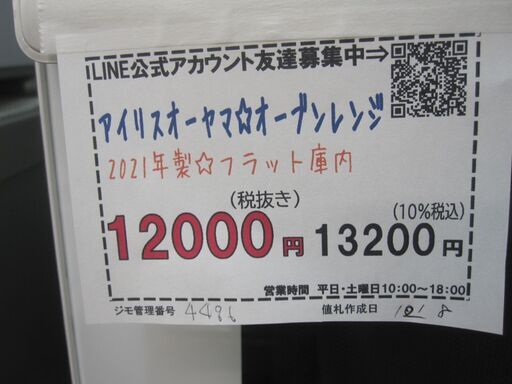 LINE公式アカウント友達募集中⇒
アイリスオーヤマ☆オーブンレンジ
2021年製☆フラット庫内
(税抜き)
12000円
(10%税込)
13200円
営業時間 平日・土曜日10:00～18:00
ジモ管理番号 4486
値札作成日